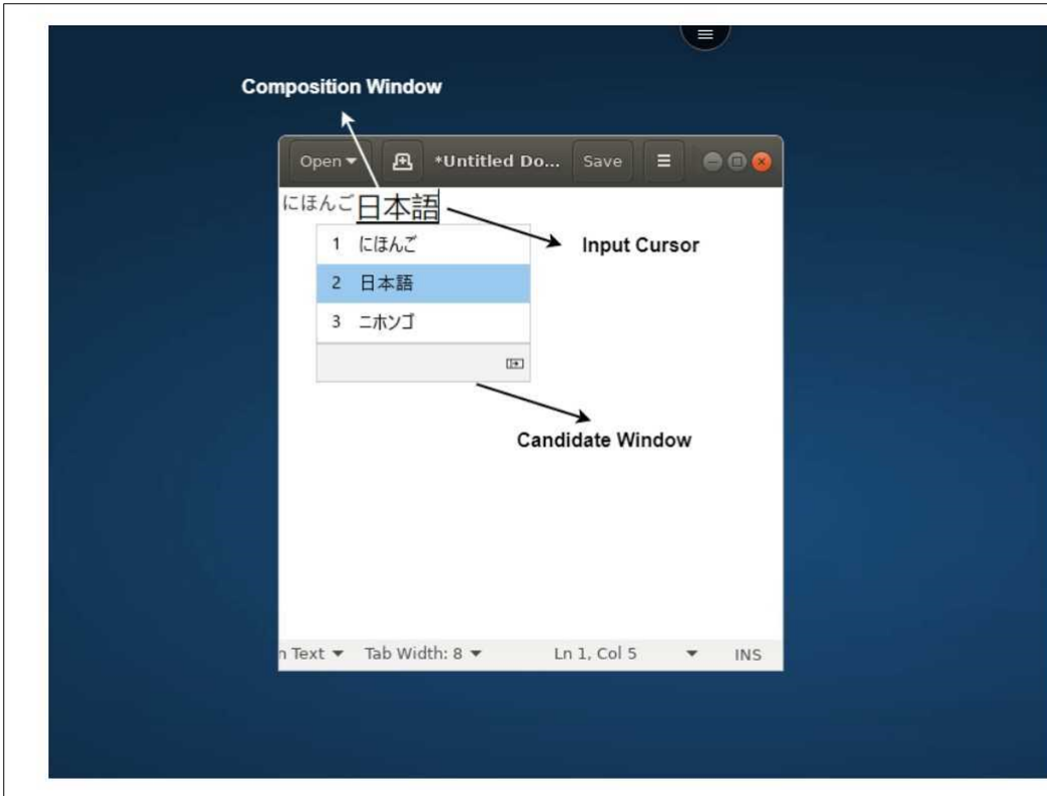 Composition Window
Open *Untitled Do... Save
にほんご日本語
Input Cursor
1 にほんご
2 日本語
3 ニホンゴ
Candidate Window
n Text Tab Width: 8 Ln 1, Col 5 INS